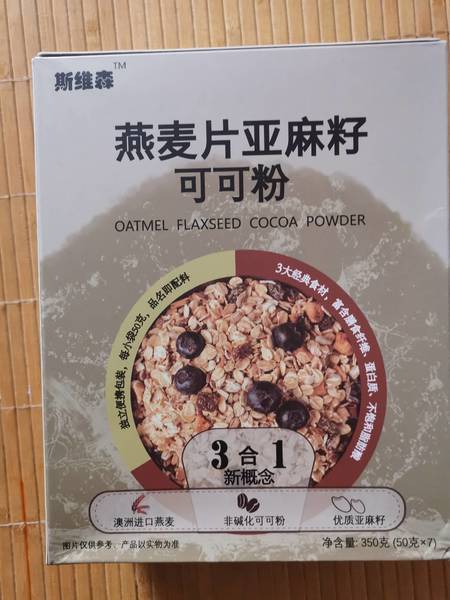 斯维森™
燕麦片亚麻籽
可可粉
OATMEL FLAXSEED COCOA POWDER
独立便携包装，每小袋50克，品名即配料
3大经典食材，富含膳食纤维、蛋白质、不饱和脂肪酸
3合1
新概念
澳洲进口燕麦
非碱化可可粉
优质亚麻籽
图片仅供参考、产品以实物为准
净含量: 350克 (50克×7)